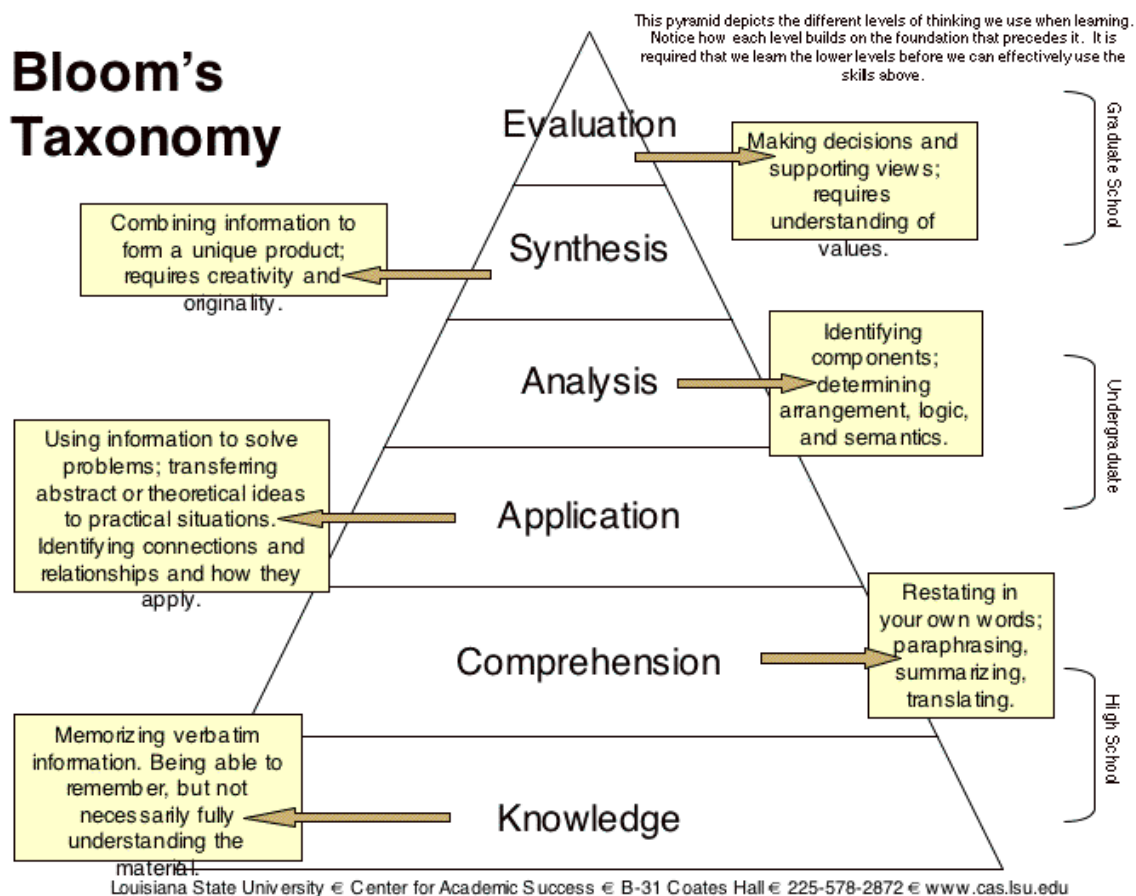 This pyramid depicts the different levels of thinking we use when learning.
Notice how each level builds on the foundation that precedes it. It is
required that we learn the lower levels before we can effectively use the
skills above.
Bloom's
Taxonomy
Evaluation
Making decisions and
supporting views;
requires
understanding of
values.
Graduate School
Combining information to
form a unique product;
requires creativity and
originality.
Synthesis
Analysis
Identifying
components;
determining
arrangement, logic,
and semantics.
Undergraduate
Using information to solve
problems; transferring
abstract or theoretical ideas
to practical situations.
Identifying connections and
relationships and how they
apply.
Application
Comprehension
Restating in
your own words;
paraphrasing,
summarizing,
translating.
High School
Memorizing verbatim
information. Being able to
remember, but not
necessarily fully
understanding the
material.
Knowledge
Louisiana State University € Center for Academic Success € B-31 Coates Hall € 225-578-2872 € www.cas.lsu.edu